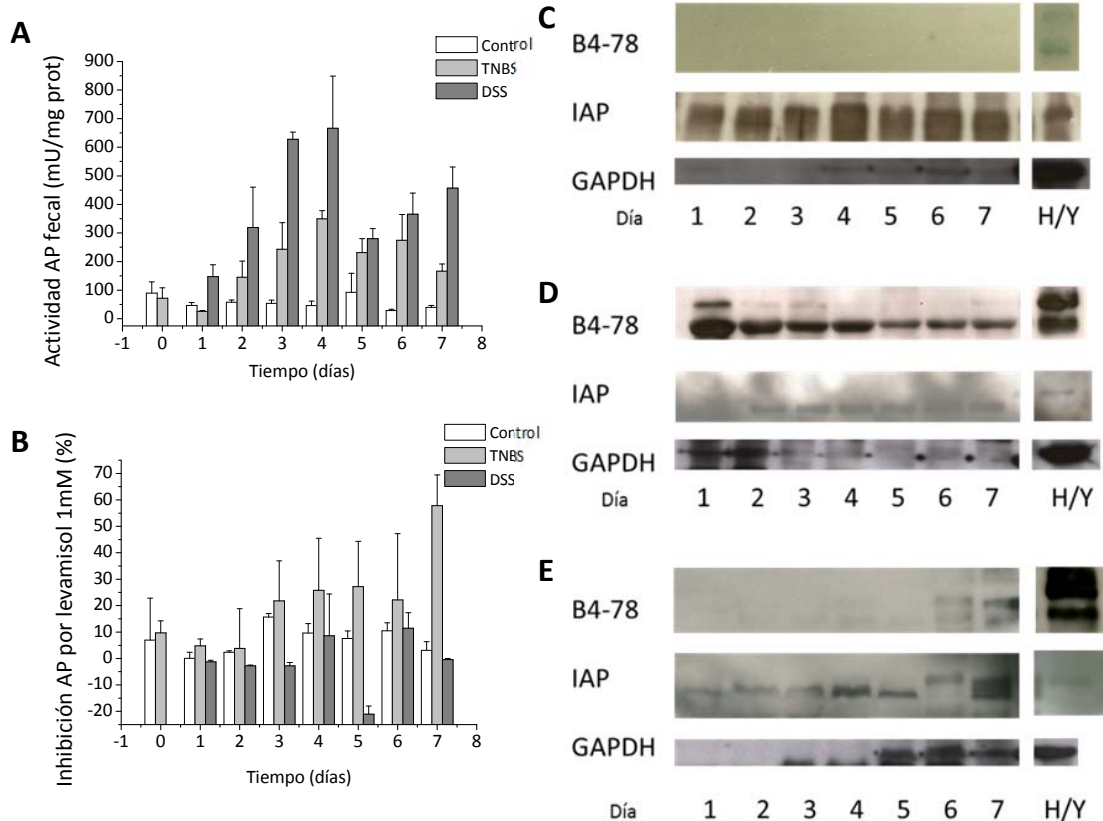 A
Control
TNBS
DSS
900
800
700
600
500
400
300
200
100
0
Actividad AP fecal (mU/mg prot)
-1 0 1 2 3 4 5 6 7 8
Tiempo (días)
B
Control
TNBS
DSS
70
60
50
40
30
20
10
0
-10
-20
Inhibición AP por levamisol 1mM (%)
-1 0 1 2 3 4 5 6 7 8
Tiempo (días)
C
B4-78
IAP
GAPDH
Día 1 2 3 4 5 6 7 H/Y
D
B4-78
IAP
GAPDH
Día 1 2 3 4 5 6 7 H/Y
E
B4-78
IAP
GAPDH
Día 1 2 3 4 5 6 7 H/Y